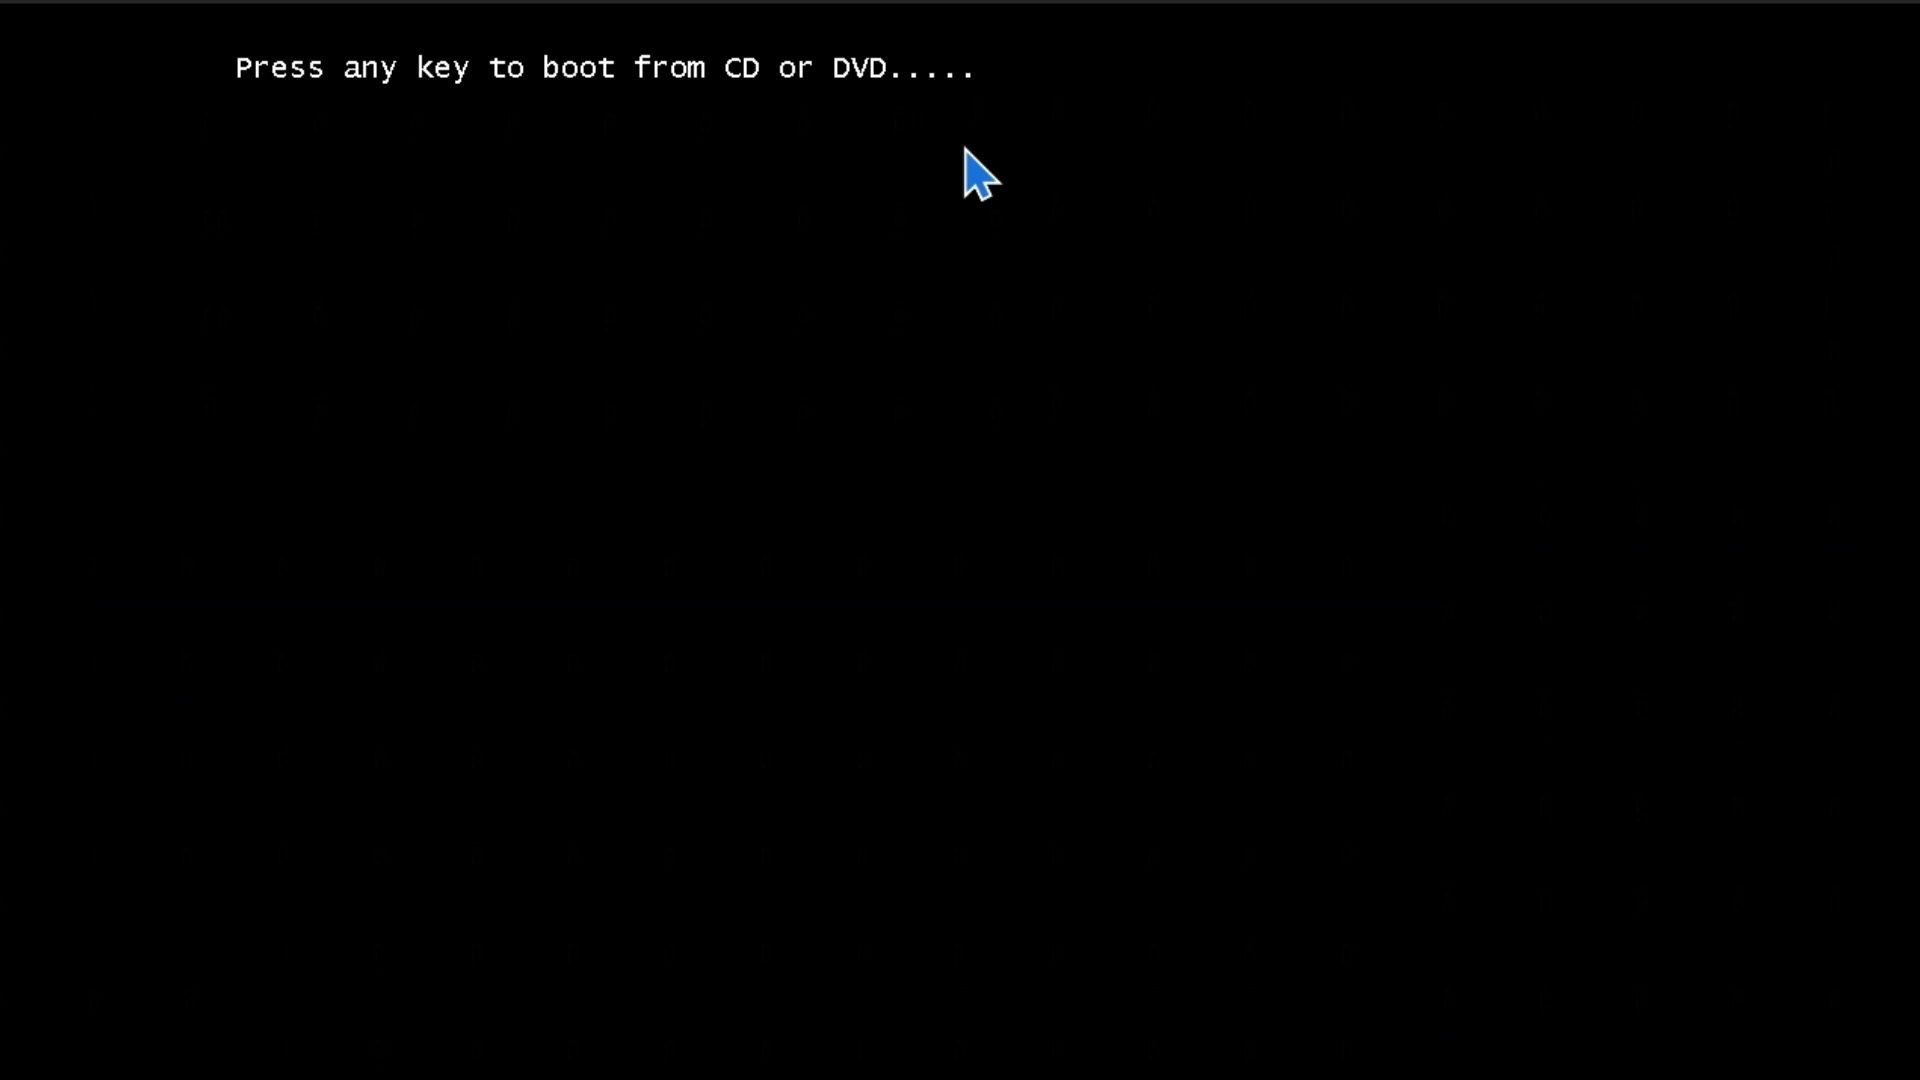 Press any key to boot from CD or DVD.....